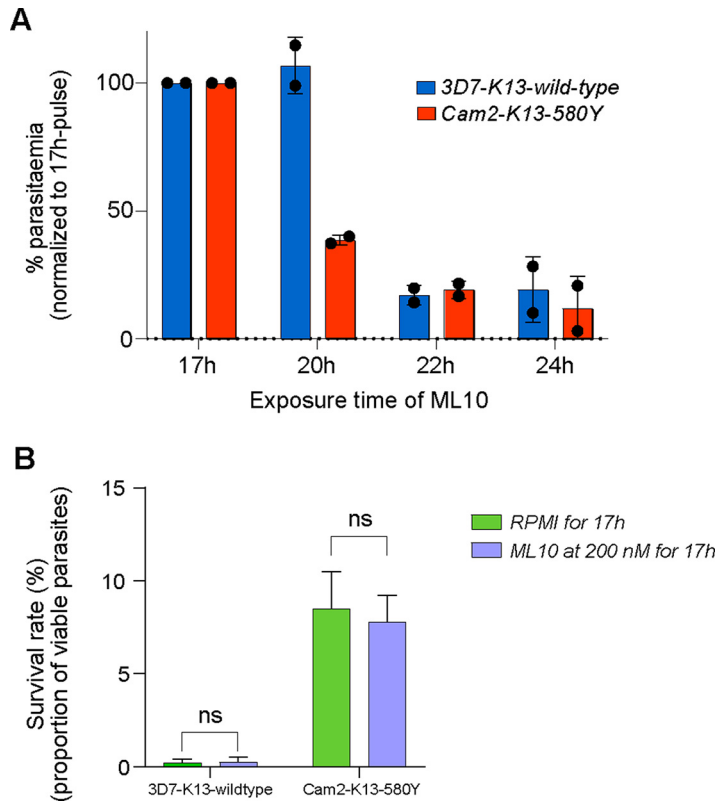 A
% parasitaemia
(normalized to 17h-pulse)
100
50
0
3D7-K13-wild-type
Cam2-K13-580Y
17h 20h 22h 24h
Exposure time of ML10
B
Survival rate (%)
(proportion of viable parasites)
15
10
5
0
ns
ns
RPMI for 17h
ML10 at 200 nM for 17h
3D7-K13-wildtype Cam2-K13-580Y